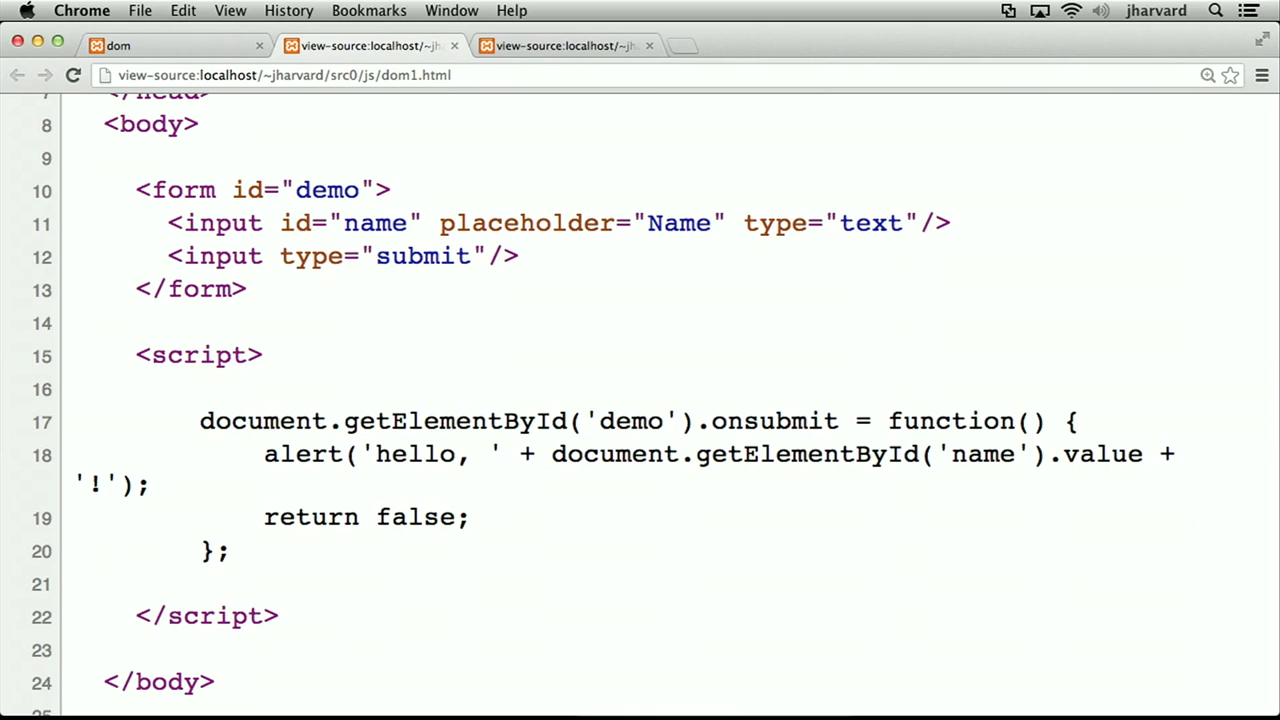 Chrome File Edit View History Bookmarks Window Help jharvard
dom view-source:localhost/~jh view-source:localhost/~jh
view-source:localhost/~jharvard/src0/js/dom1.html
7 </head>
8 <body>
9
10 <form id="demo">
11 <input id="name" placeholder="Name" type="text"/>
12 <input type="submit"/>
13 </form>
14
15 <script>
16
17 document.getElementById('demo').onsubmit = function() {
18 alert('hello, ' + document.getElementById('name').value +
'!');
19 return false;
20 };
21
22 </script>
23
24 </body>
25